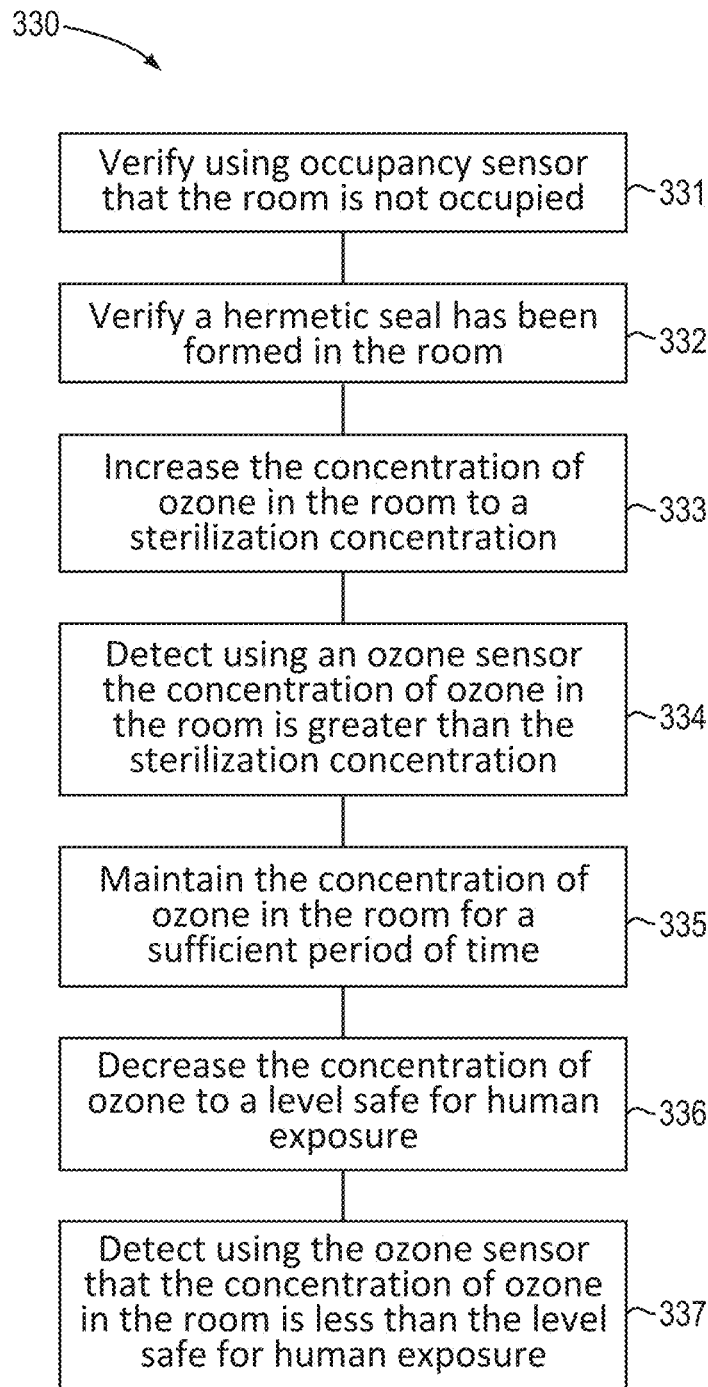 330
Verify using occupancy sensor
that the room is not occupied
331
Verify a hermetic seal has been
formed in the room
332
Increase the concentration of
ozone in the room to a
sterilization concentration
333
Detect using an ozone sensor
the concentration of ozone in
the room is greater than the
sterilization concentration
334
Maintain the concentration of
ozone in the room for a
sufficient period of time
335
Decrease the concentration of
ozone to a level safe for human
exposure
336
Detect using the ozone sensor
that the concentration of ozone
in the room is less than the level
safe for human exposure
337